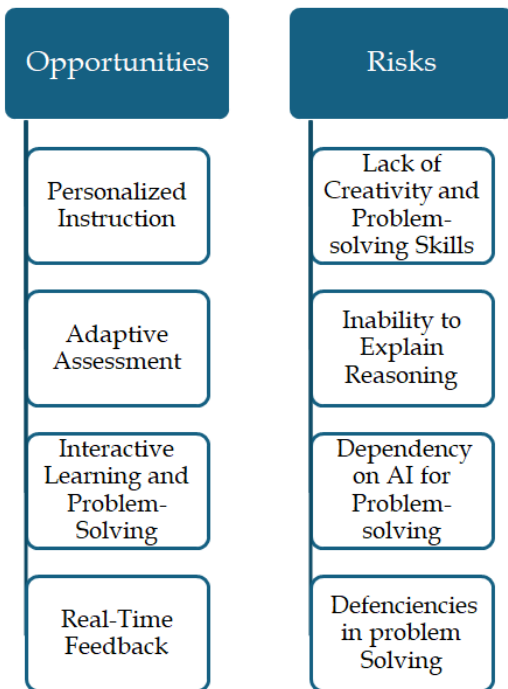 Opportunities
Personalized
Instruction
Adaptive
Assessment
Interactive
Learning and
Problem-
Solving
Real-Time
Feedback
Risks
Lack of
Creativity and
Problem-
solving Skills
Inability to
Explain
Reasoning
Dependency
on AI for
Problem-
solving
Defenciencies
in problem
Solving